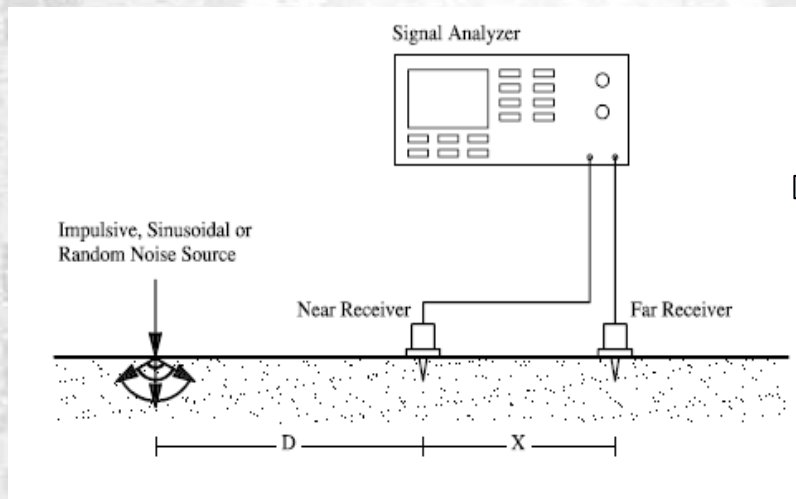 Signal Analyzer
Impulsive, Sinusoidal or
Random Noise Source
Near Receiver
Far Receiver
D
X